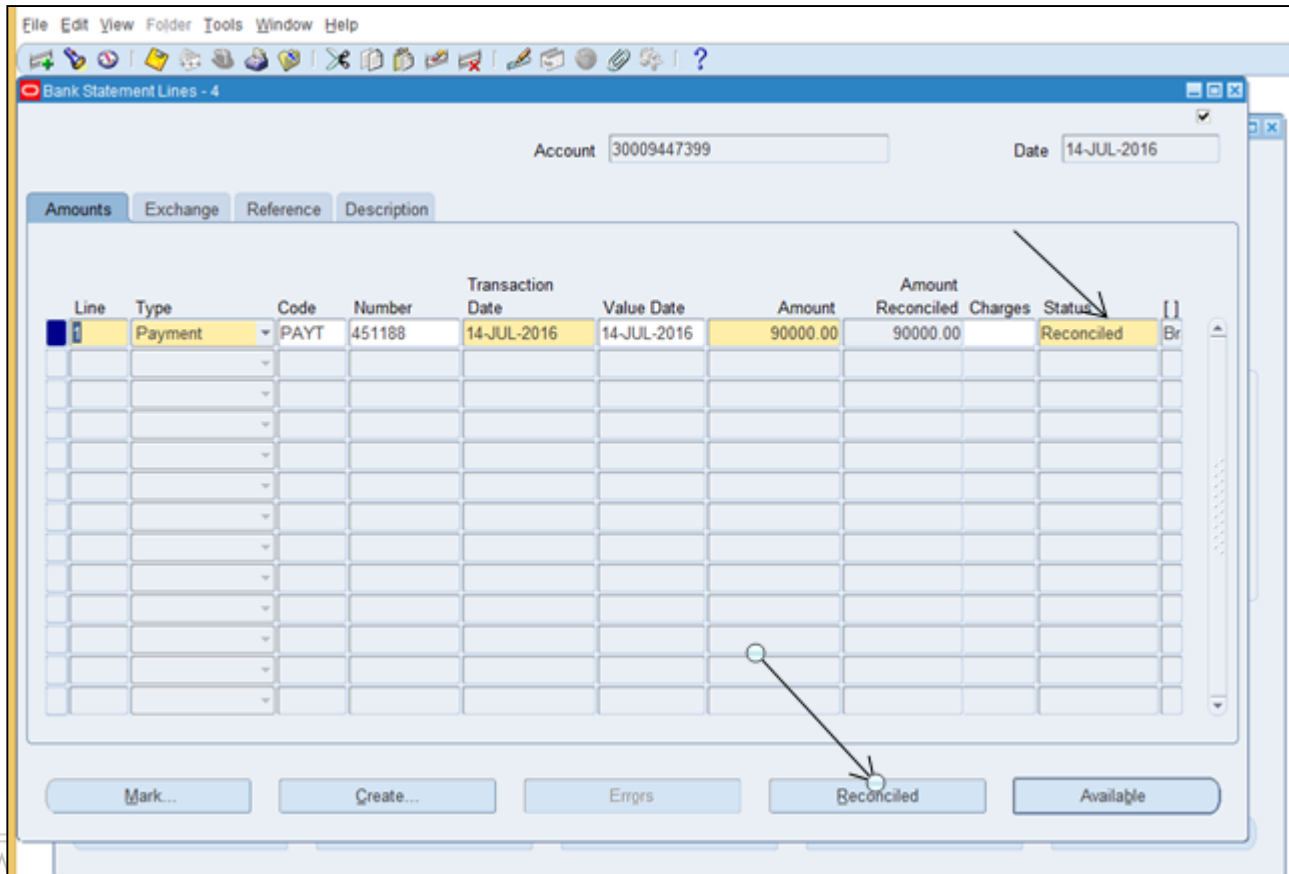 File Edit View Folder Tools Window Help
Bank Statement Lines - 4
Account 30009447399 Date 14-JUL-2016
Amounts Exchange Reference Description
Line Type Code Number Transaction Date Value Date Amount Amount Reconciled Charges Status [ ]
1 Payment PAYT 451188 14-JUL-2016 14-JUL-2016 90000.00 90000.00 Reconciled Br
Mark... Create... Errors Reconciled Available